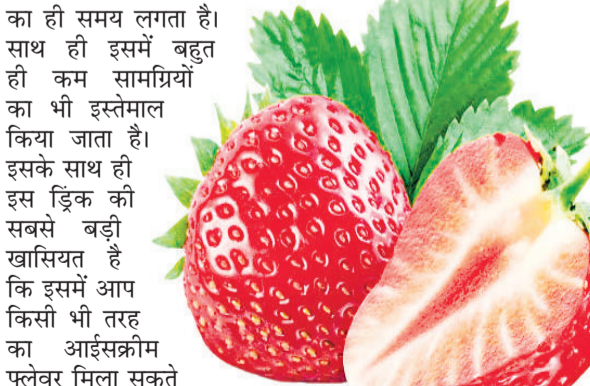 का ही समय लगता है।
साथ ही इसमें बहुत
ही कम सामग्रियों
का भी इस्तेमाल
किया जाता है।
इसके साथ ही
इस ड्रिंक की
सबसे बड़ी
खासियत है
कि इसमें आप
किसी भी तरह
का आईसक्रीम
फ्लेवर मिला सकते